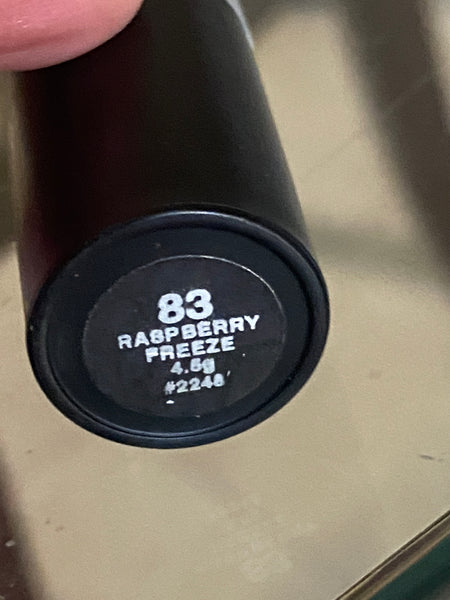 83
RASPBERRY
FREEZE
4.5g
#2248